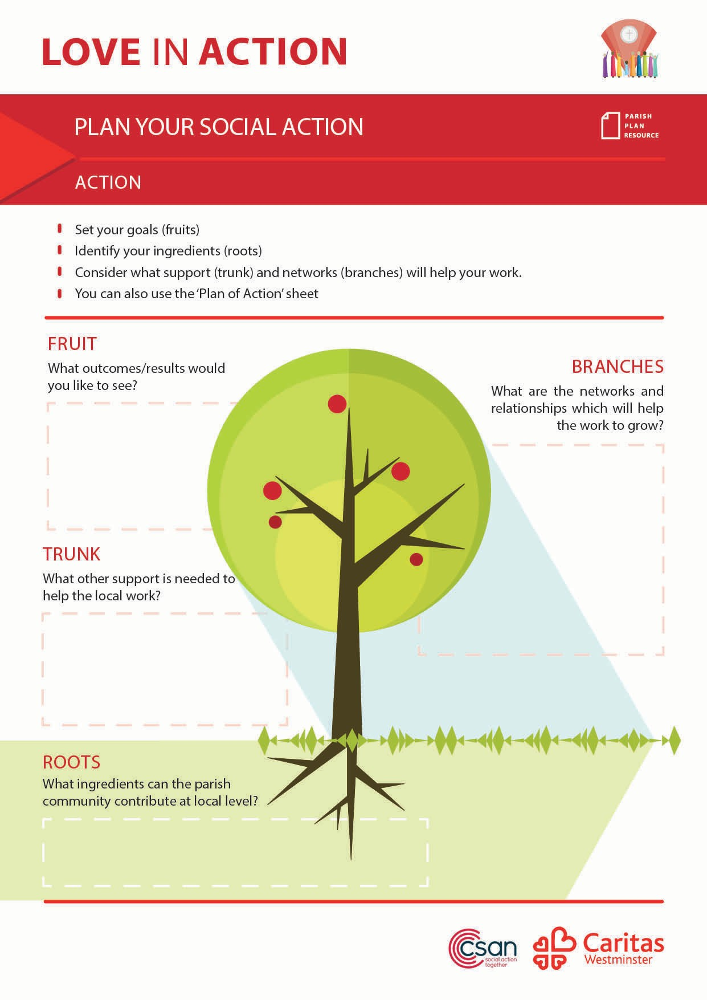 LOVE IN ACTION
PLAN YOUR SOCIAL ACTION
PARISH
PLAN
RESOURCE
ACTION
Set your goals (fruits)
Identify your ingredients (roots)
Consider what support (trunk) and networks (branches) will help your work.
You can also use the ‘Plan of Action’ sheet
FRUIT
What outcomes/results would
you like to see?
BRANCHES
What are the networks and
relationships which will help
the work to grow?
TRUNK
What other support is needed to
help the local work?
ROOTS
What ingredients can the parish
community contribute at local level?
csan
social action
together
Caritas
Westminster